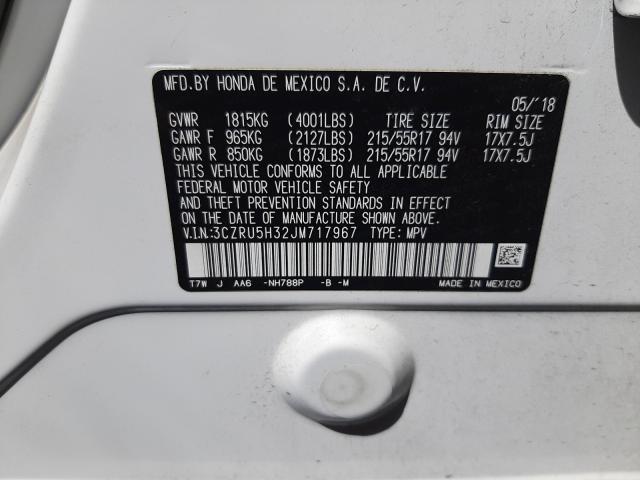 MFD.BY HONDA DE MEXICO S.A. DE C.V.
05/'18
GVWR 1815KG (4001LBS) TIRE SIZE RIM SIZE
GAWR F 965KG (2127LBS) 215/55R17 94V 17X7.5J
GAWR R 850KG (1873LBS) 215/55R17 94V 17X7.5J
THIS VEHICLE CONFORMS TO ALL APPLICABLE
FEDERAL MOTOR VEHICLE SAFETY
AND THEFT PREVENTION STANDARDS IN EFFECT
ON THE DATE OF MANUFACTURE SHOWN ABOVE.
V.I.N:3CZRU5H32JM717967 TYPE: MPV
T7W J AA6 -NH788P -B -M MADE IN MEXICO